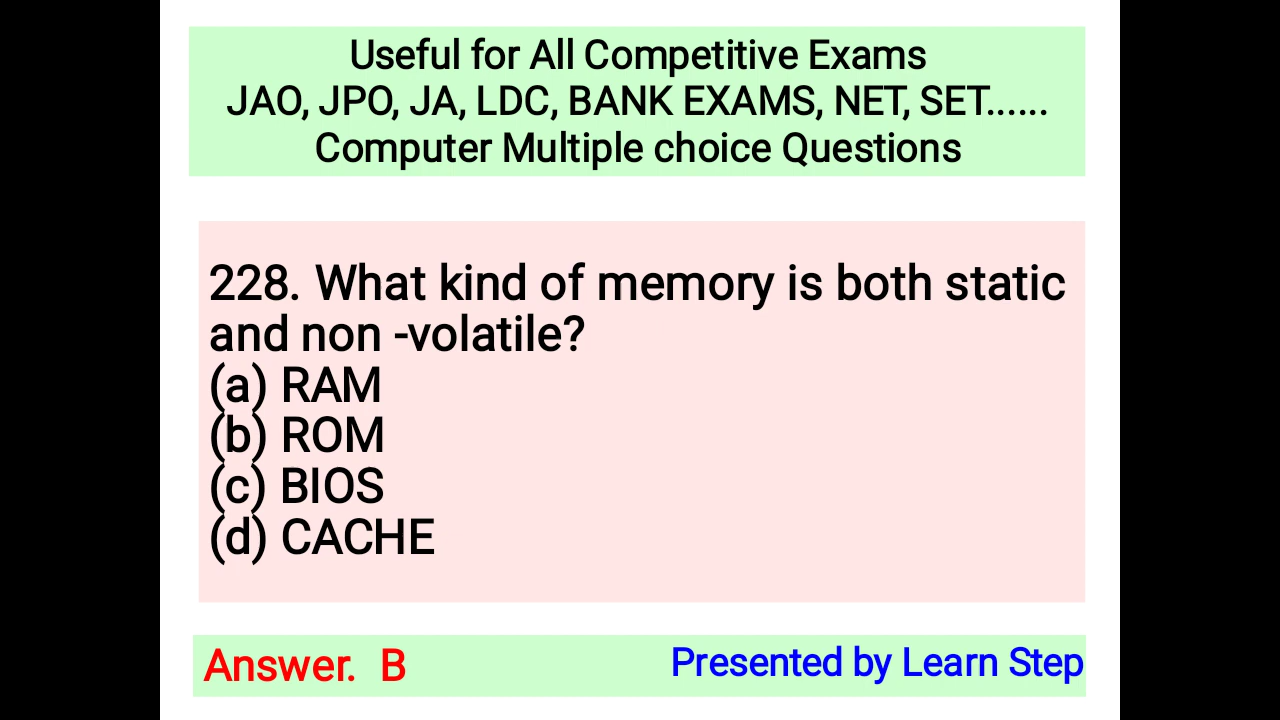 Useful for All Competitive Exams
JAO, JPO, JA, LDC, BANK EXAMS, NET, SET......
Computer Multiple choice Questions
228. What kind of memory is both static
and non -volatile?
(a) RAM
(b) ROM
(c) BIOS
(d) CACHE
Answer. B
Presented by Learn Step